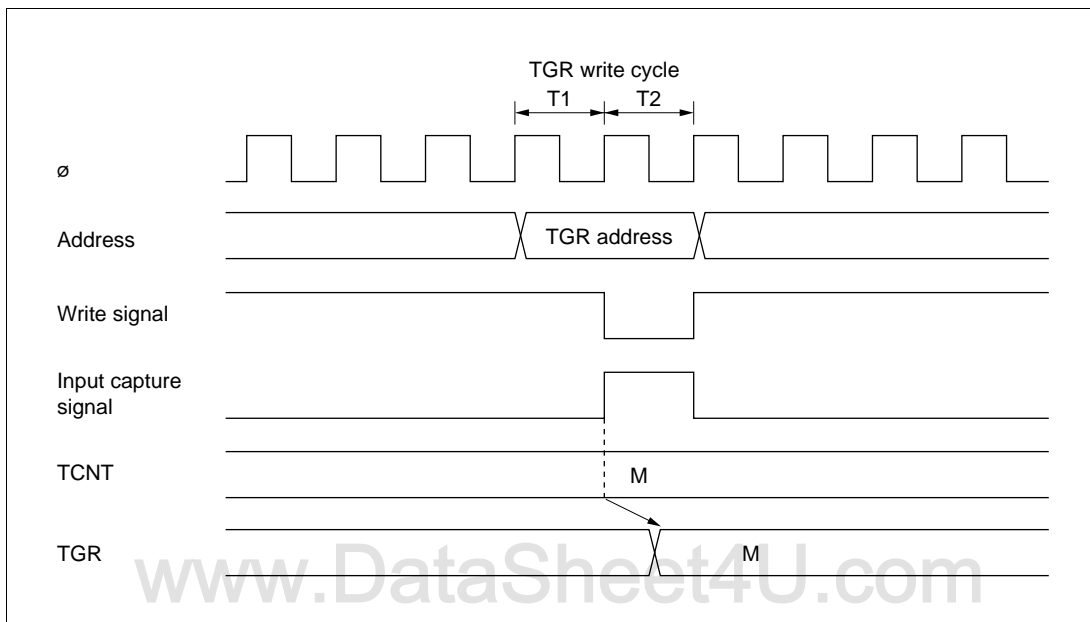 TGR write cycle
T1 T2
ø
Address
TGR address
Write signal
Input capture
signal
TCNT
M
TGR
M
www.DataSheet4U.com